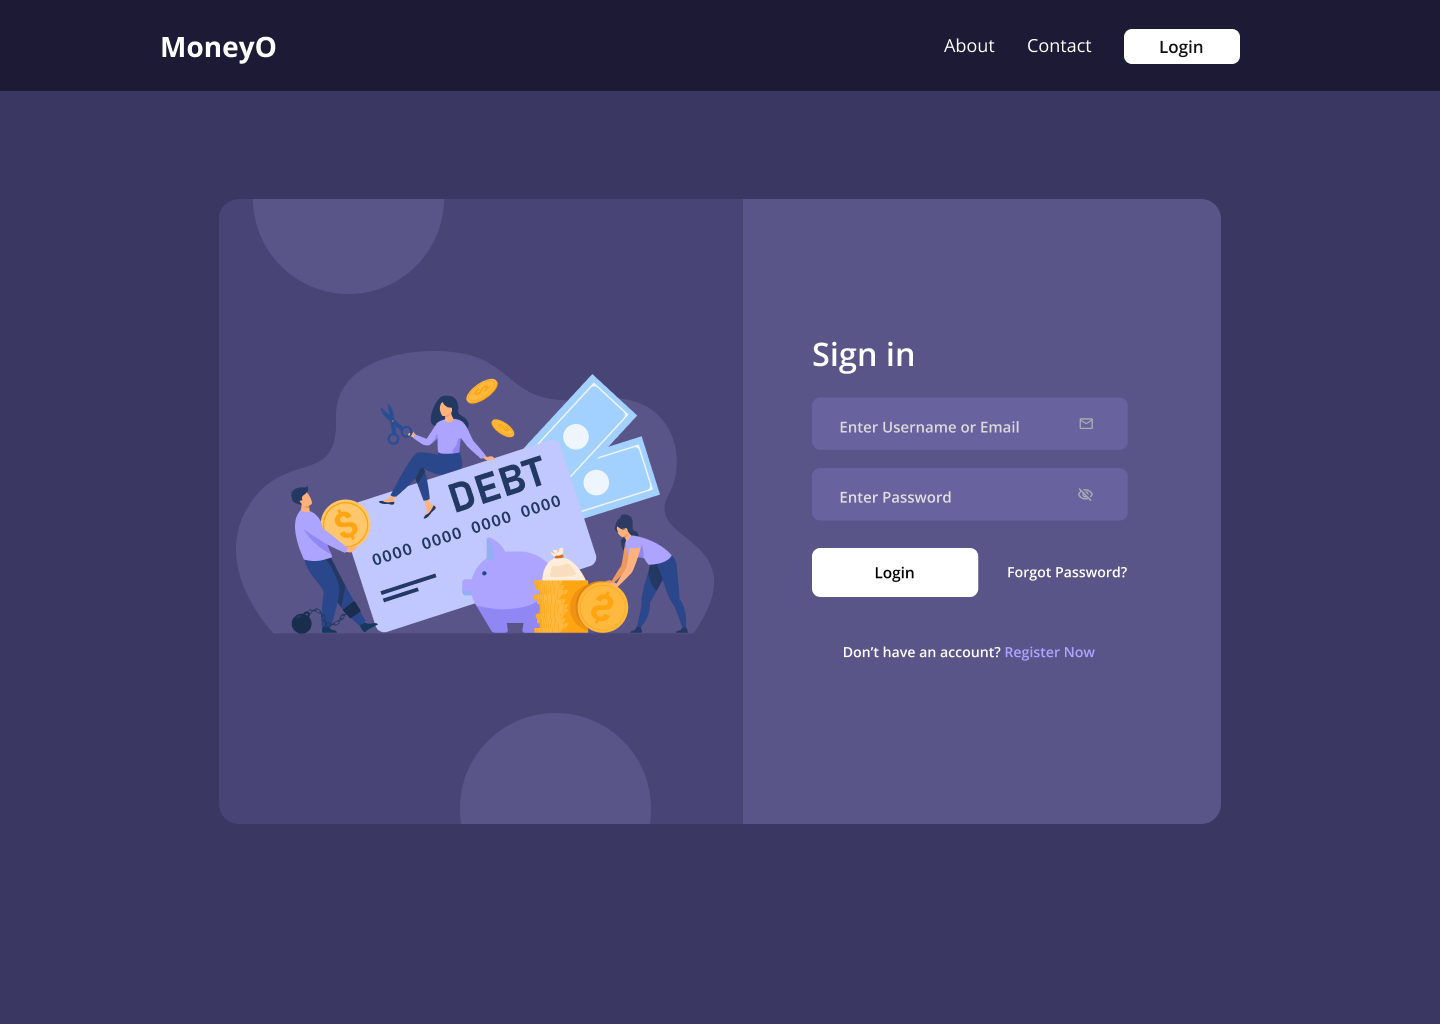 MoneyO
About
Contact
Login
DEBT
0000 0000 0000 0000
$
$
Sign in
Enter Username or Email
Enter Password
Login
Forgot Password?
Don’t have an account? Register Now